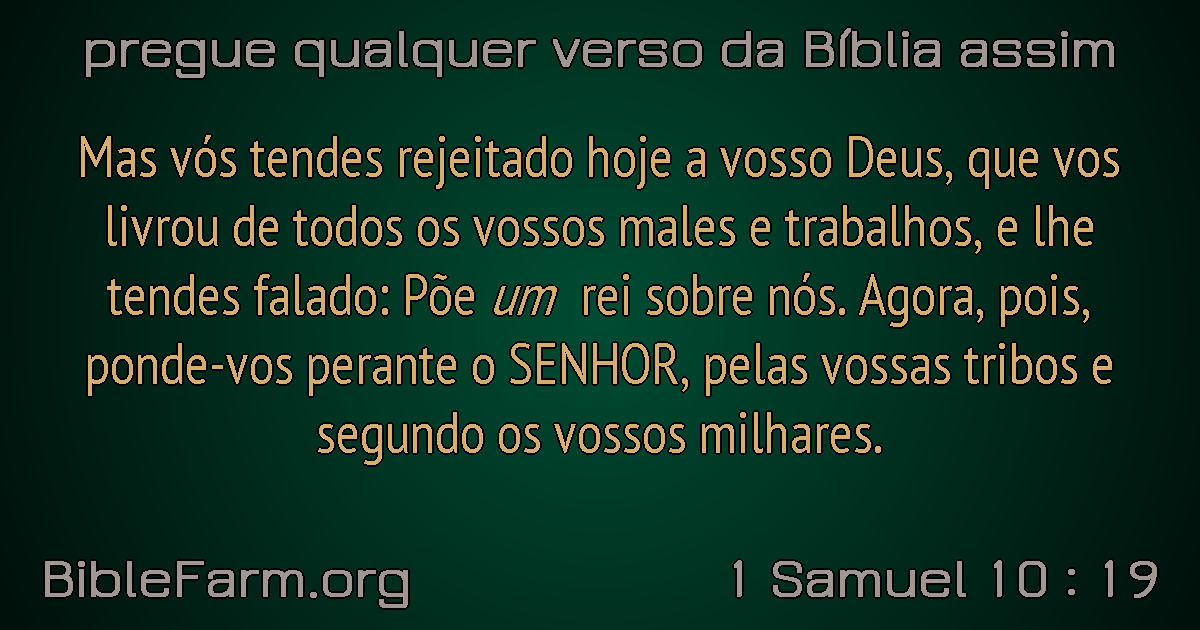 pregue qualquer verso da Bíblia assim
Mas vós tendes rejeitado hoje a vosso Deus, que vos
livrou de todos os vossos males e trabalhos, e lhe
tendes falado: Põe um rei sobre nós. Agora, pois,
ponde-vos perante o SENHOR, pelas vossas tribos e
segundo os vossos milhares.
BibleFarm.org
1 Samuel 10 : 19